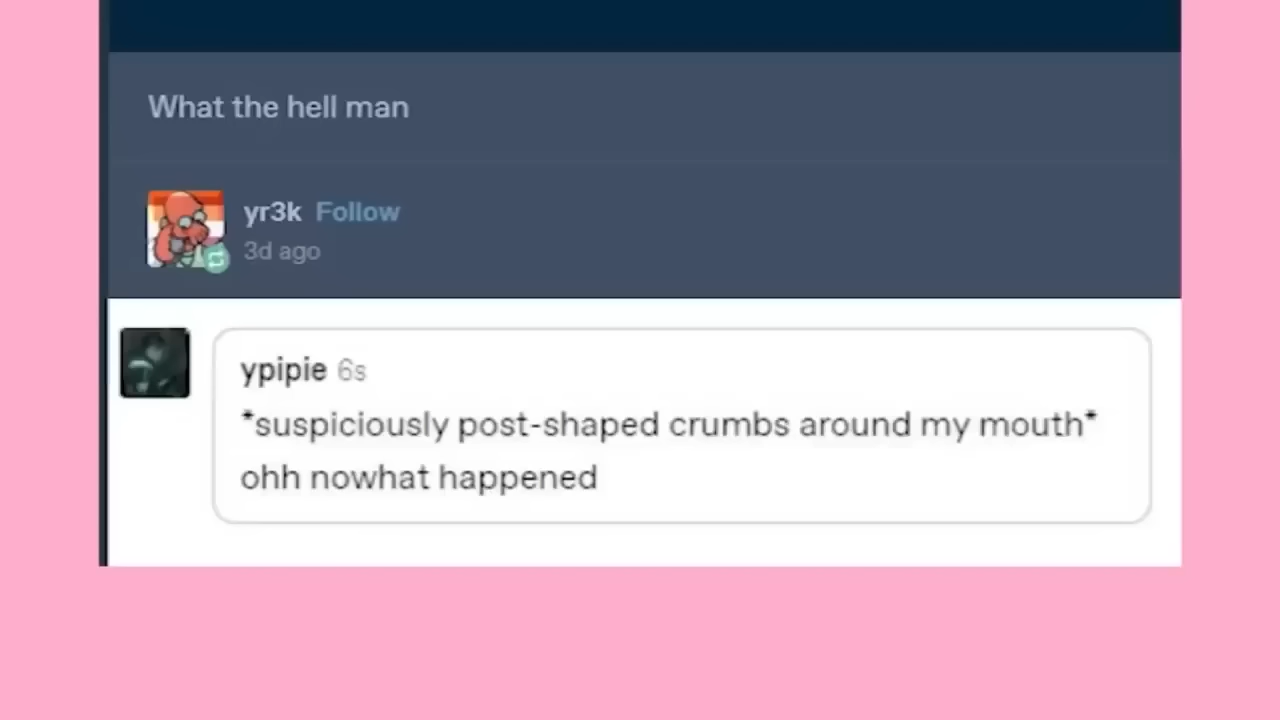 What the hell man
yr3k Follow
3d ago
ypipie 6s
*suspiciously post-shaped crumbs around my mouth*
ohh nowhat happened